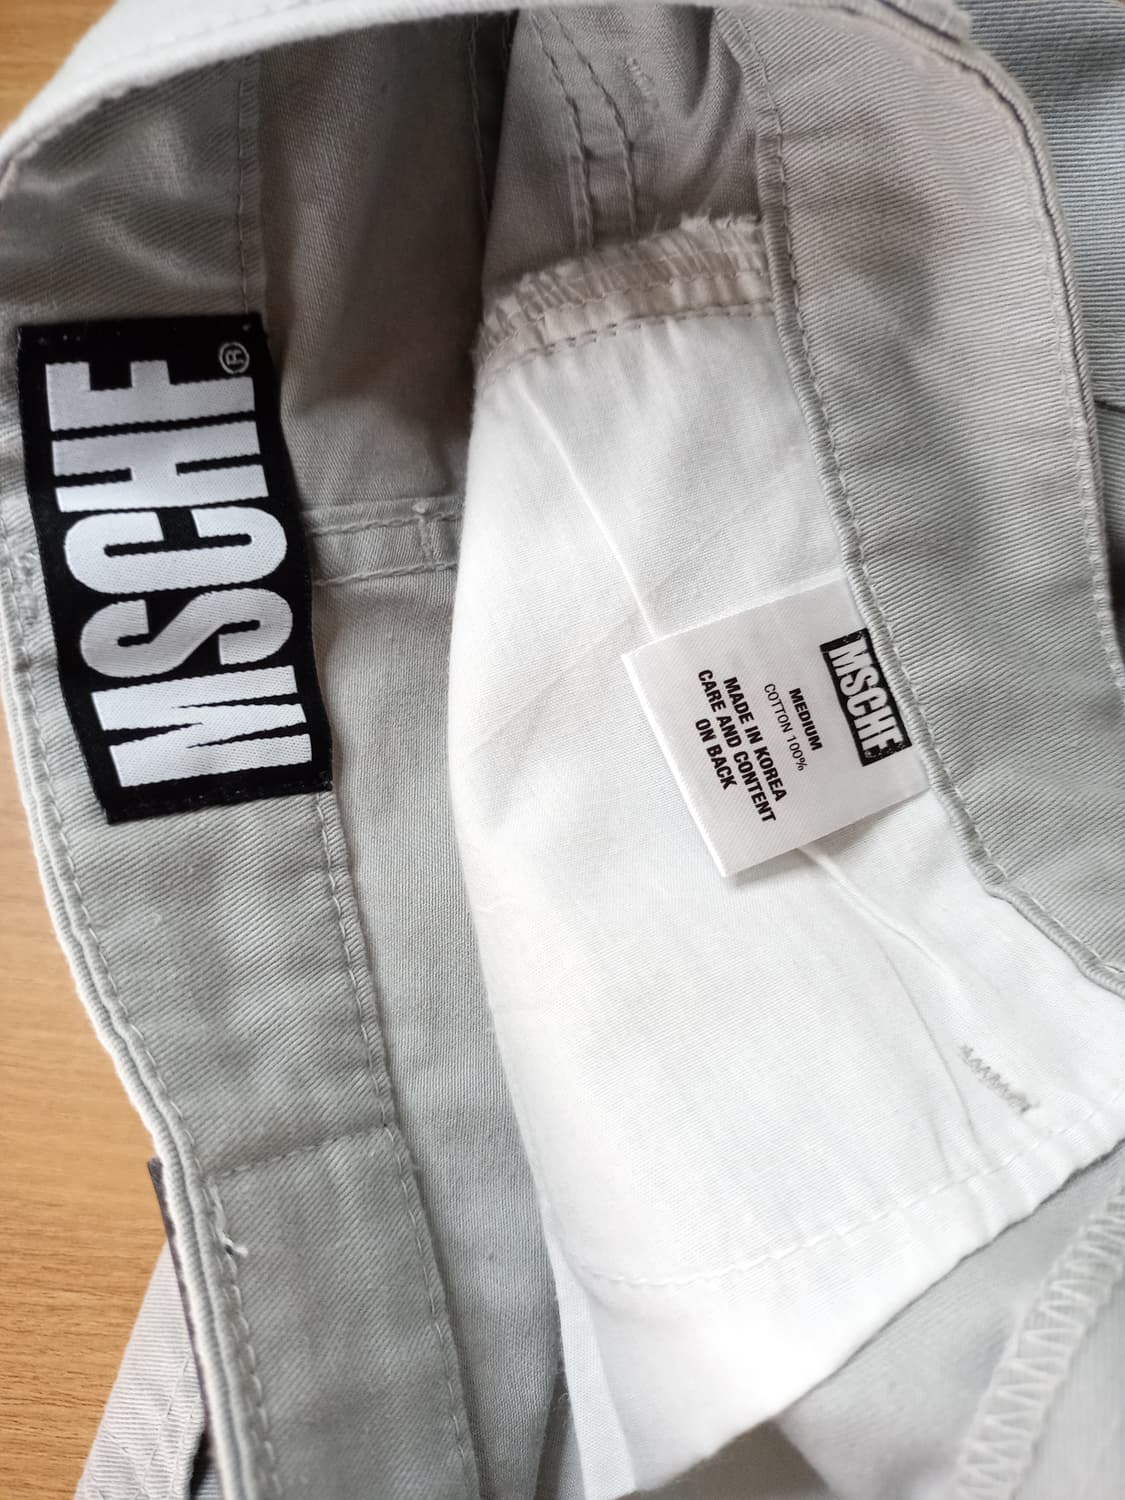 MSCHF®
MSCHF
MEDIUM
COTTON 100%
MADE IN KOREA
CARE AND CONTENT
ON BACK